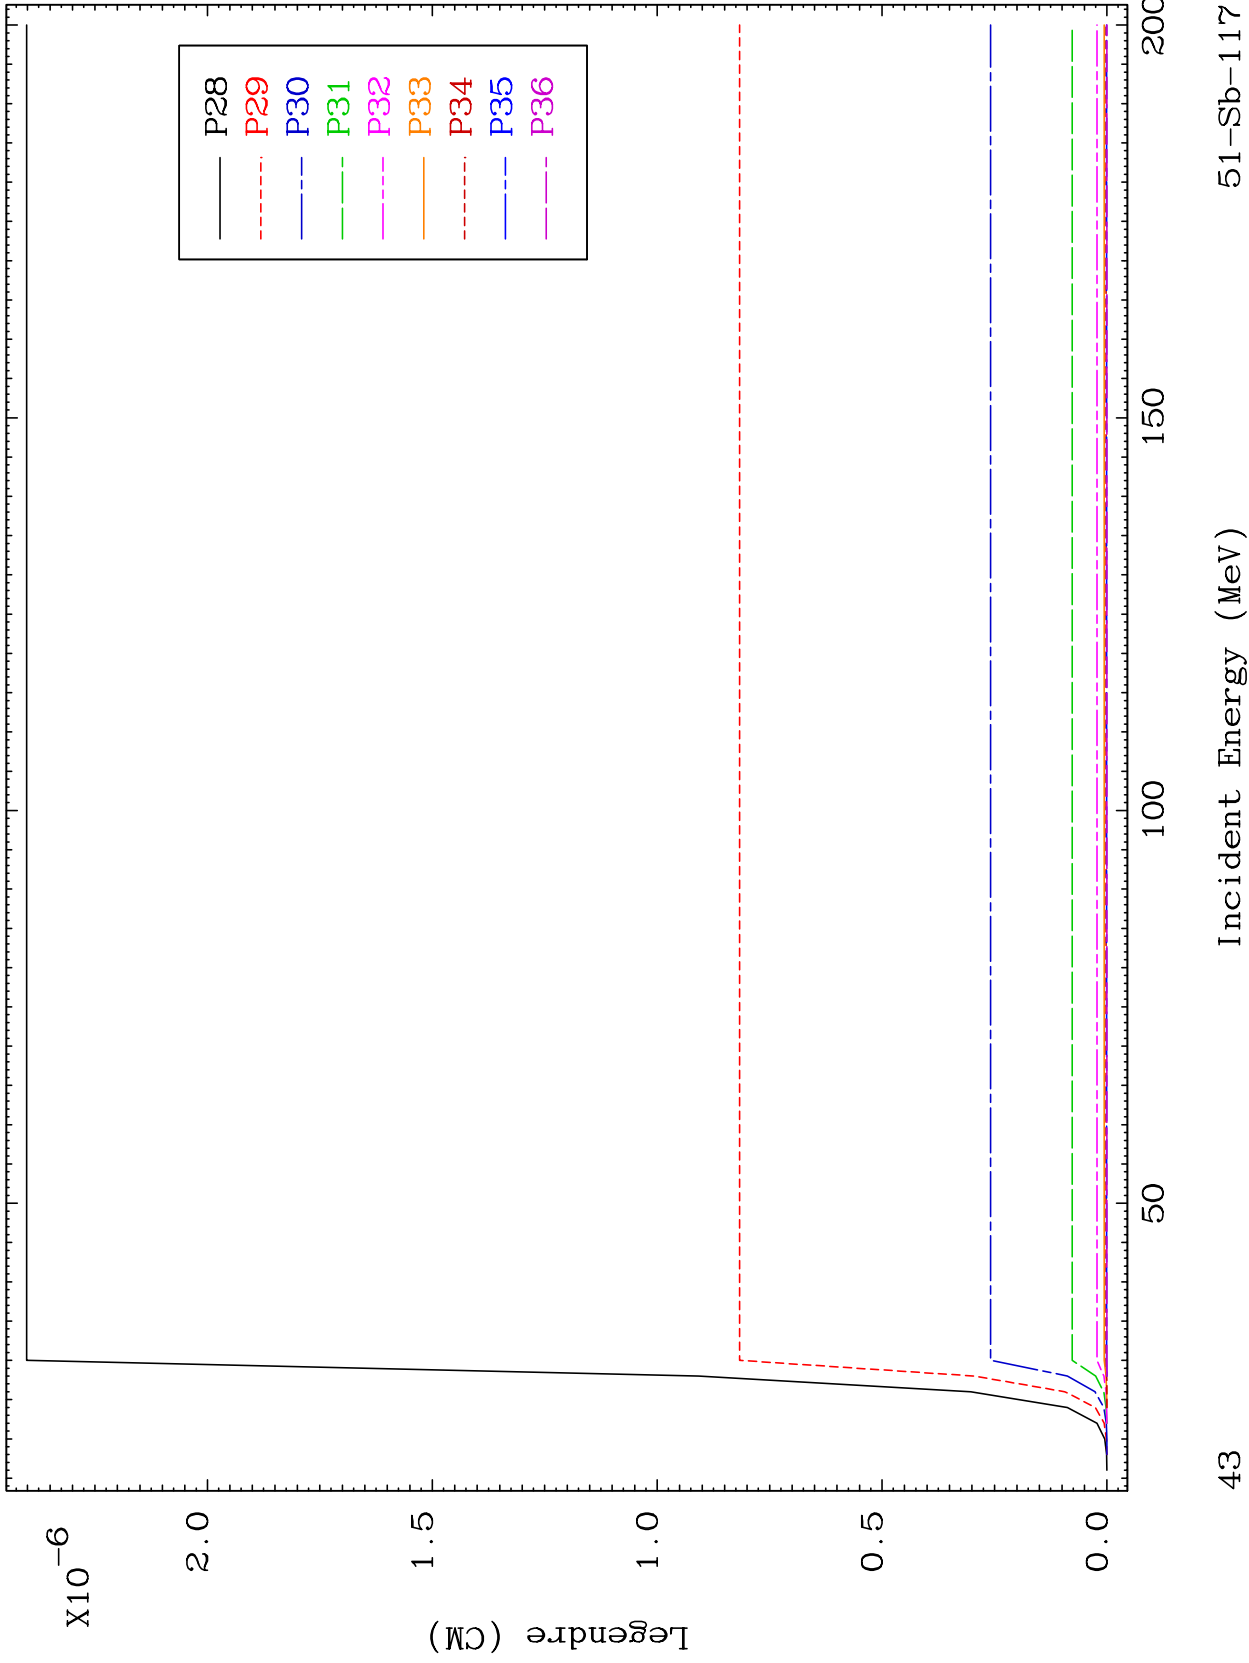 X10⁻⁶
2.0
1.5
1.0
0.5
0.0
Legendre (CM)
P28
P29
P30
P31
P32
P33
P34
P35
P36
50
100
150
200
Incident Energy (MeV)
43
51-Sb-117